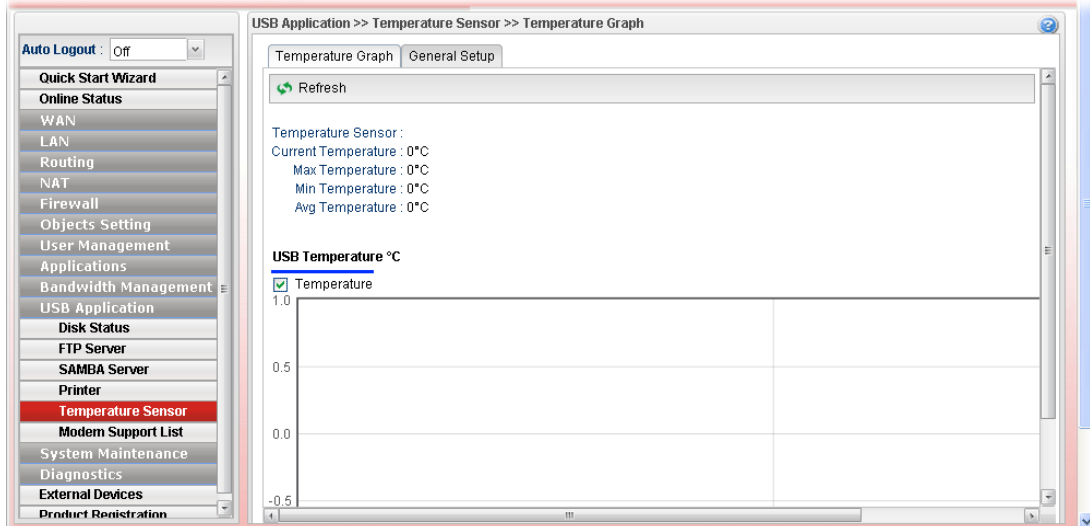 USB Application >> Temperature Sensor >> Temperature Graph
Auto Logout : Off
Quick Start Wizard
Online Status
WAN
LAN
Routing
NAT
Firewall
Objects Setting
User Management
Applications
Bandwidth Management
USB Application
Disk Status
FTP Server
SAMBA Server
Printer
Temperature Sensor
Modem Support List
System Maintenance
Diagnostics
External Devices
Product Registration
Temperature Graph
General Setup
Refresh
Temperature Sensor :
Current Temperature : 0°C
Max Temperature : 0°C
Min Temperature : 0°C
Avg Temperature : 0°C
USB Temperature °C
Temperature
1.0
0.5
0.0
-0.5